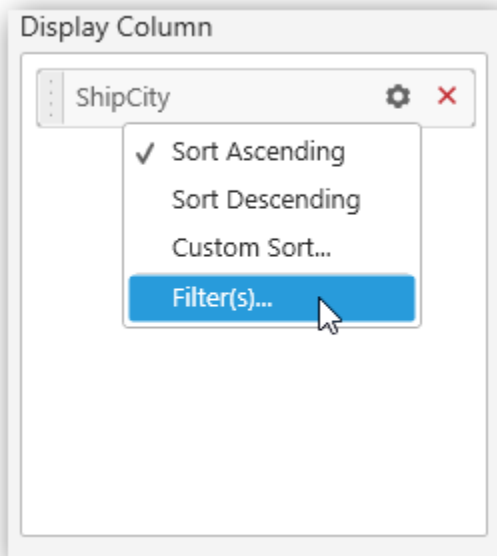 Display Column
ShipCity
Sort Ascending
Sort Descending
Custom Sort...
Filter(s)...